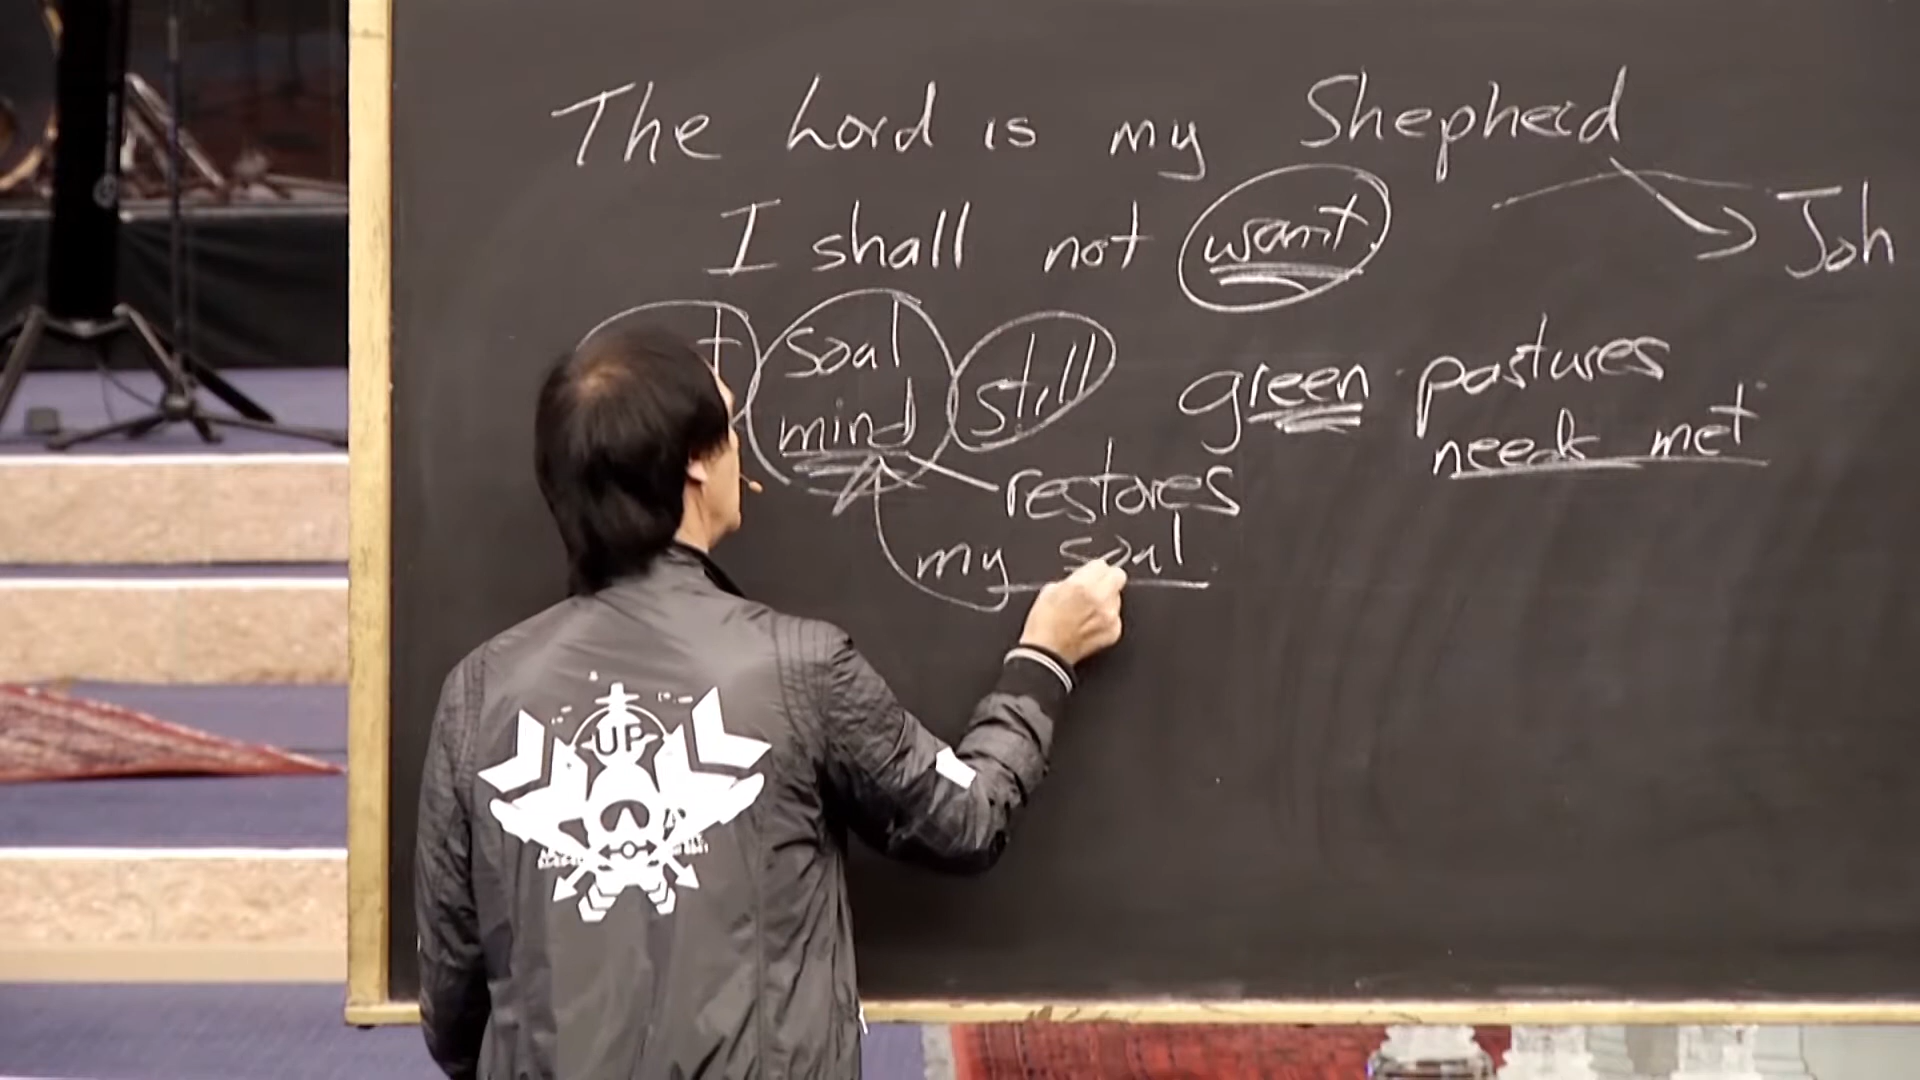 The Lord is my Shepherd
I shall not want.
Joh
soul
mind
still
green pastures
needs met
restores
my soul
UP